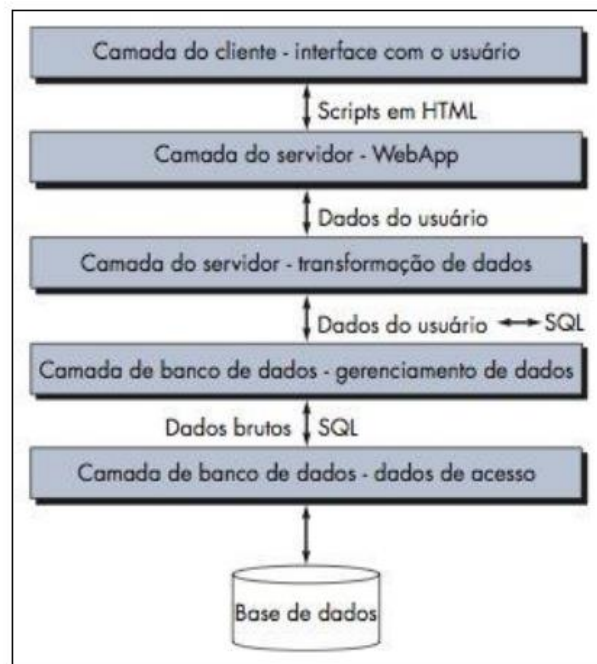 Camada do cliente - interface com o usuário
Scripts em HTML
Camada do servidor - WebApp
Dados do usuário
Camada do servidor - transformação de dados
Dados do usuário SQL
Camada de banco de dados - gerenciamento de dados
Dados brutos SQL
Camada de banco de dados - dados de acesso
Base de dados